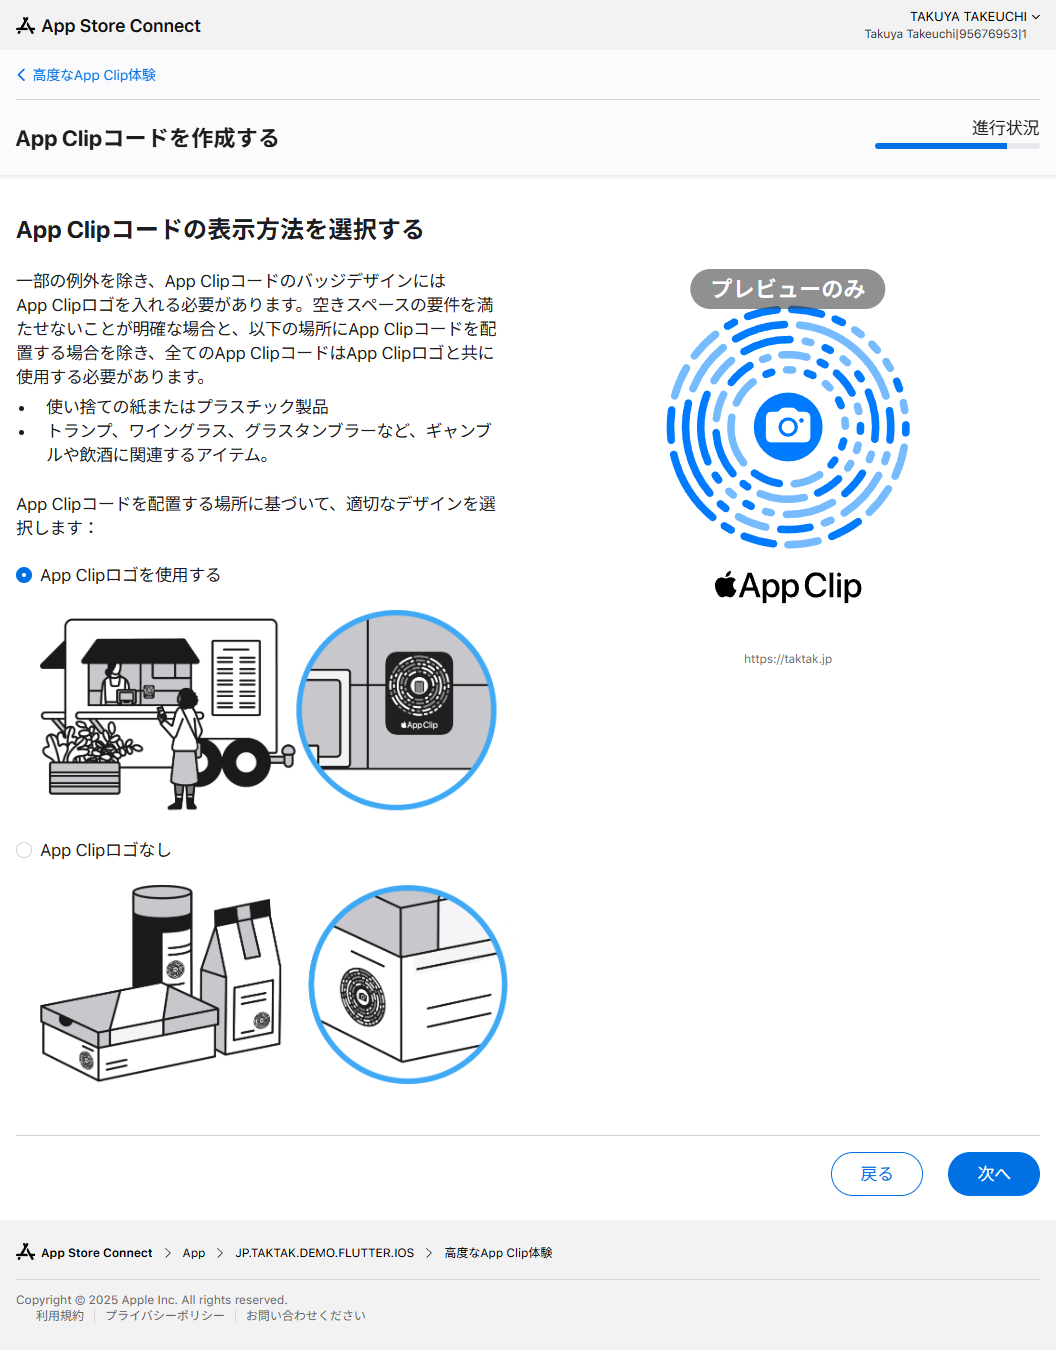 App Store Connect
TAKUYA TAKEUCHI
Takuya Takeuchi|95676953|1
高度なApp Clip体験
App Clipコードを作成する
進行状況
App Clipコードの表示方法を選択する
一部の例外を除き、App Clipコードのバッジデザインには
App Clipロゴを入れる必要があります。空きスペースの要件を満
たせないことが明確な場合と、以下の場所にApp Clipコードを配
置する場合を除き、全てのApp ClipコードはApp Clipロゴと共に
使用する必要があります。
• 使い捨ての紙またはプラスチック製品
• トランプ、ワイングラス、グラスタンブラーなど、ギャンブ
ルや飲酒に関連するアイテム。
App Clipコードを配置する場所に基づいて、適切なデザインを選
択します：
App Clipロゴを使用する
App Clip
App Clipロゴなし
プレビューのみ
App Clip
https://taktak.jp
戻る
次へ
App Store Connect
App
JP.TAKTAK.DEMO.FLUTTER.IOS
高度なApp Clip体験
Copyright © 2025 Apple Inc. All rights reserved.
利用規約
プライバシーポリシー
お問い合わせください